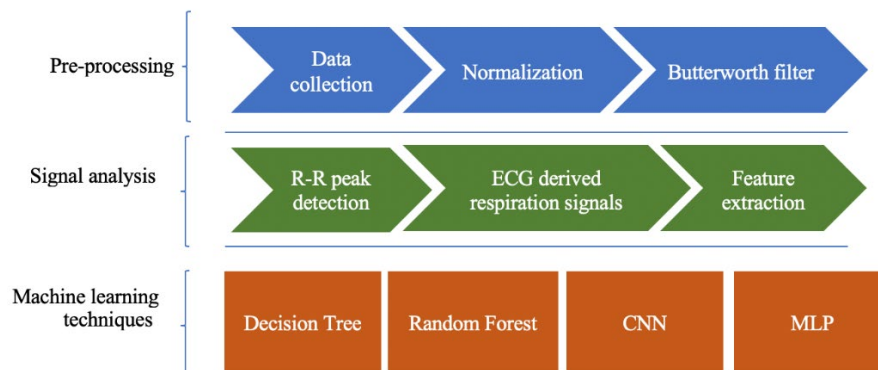 Pre-processing
Data
collection
Normalization
Butterworth filter
Signal analysis
R-R peak
detection
ECG derived
respiration signals
Feature
extraction
Machine learning
techniques
Decision Tree
Random Forest
CNN
MLP